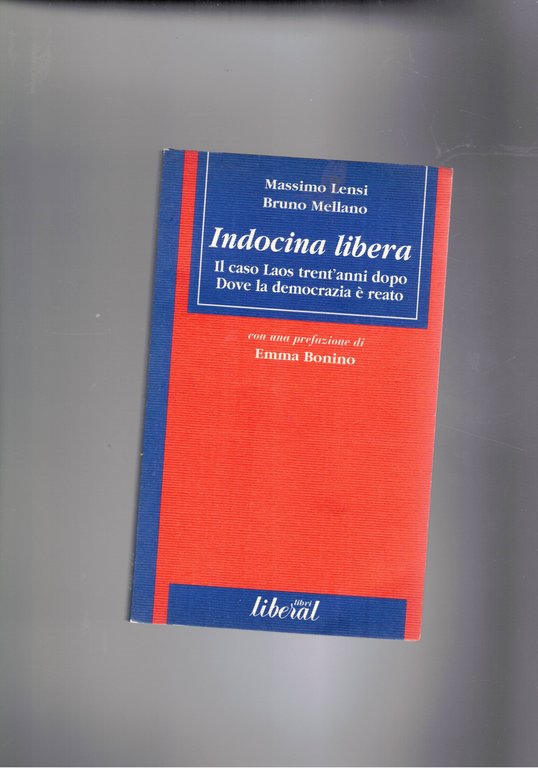 Massimo Lensi
Bruno Mellano
Indocina libera
Il caso Laos trent'anni dopo
Dove la democrazia è reato
con una prefazione di
Emma Bonino
libri
liberal